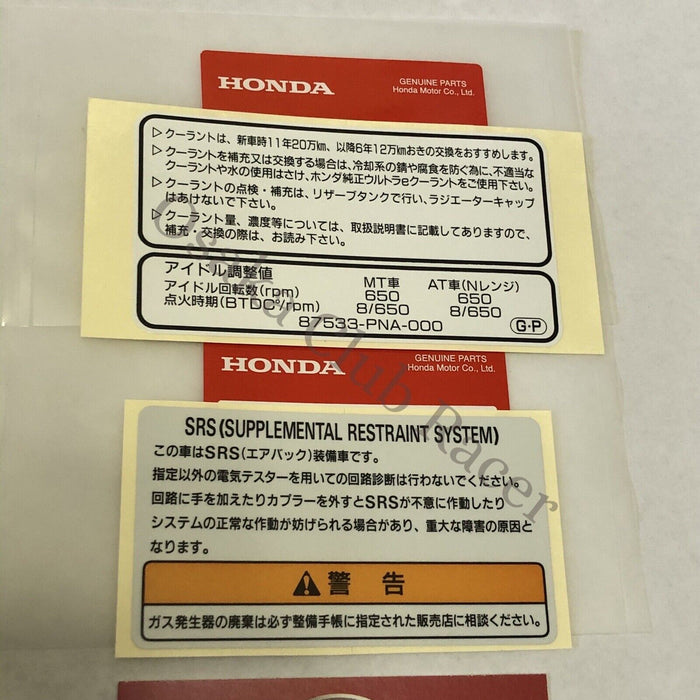 HONDA
GENUINE PARTS
Honda Motor Co., Ltd.
▷クーラントは、新車時11年20万km、以降6年12万kmおきの交換をおすすめします。
▷クーラントを補充又は交換する場合は、冷却系の錆や腐食を防ぐ為に、不適当な
クーラントや水の使用はさけ、ホンダ純正ウルトラeクーラントをご使用下さい。
▷クーラントの点検・補充は、リザーブタンクで行い、ラジエーターキャップ
はあけないで下さい。
▷クーラント量、濃度等については、取扱説明書に記載してありますので、
補充・交換の際は、お読み下さい。
アイドル調整値 MT車 AT車(Nレンジ)
アイドル回転数(rpm) 650 650
点火時期(BTDC°/rpm) 8/650 8/650
87533-PNA-000 G・P
HONDA
GENUINE PARTS
Honda Motor Co., Ltd.
SRS(SUPPLEMENTAL RESTRAINT SYSTEM)
この車はSRS(エアバック)装備車です。
指定以外の電気テスターを用いての回路診断は行わないでください。
回路に手を加えたりカプラーを外すとSRSが不意に作動したり
システムの正常な作動が妨げられる場合があり、重大な障害の原因と
なります。
警告
ガス発生器の廃棄は必ず整備手帳に指定された販売店に相談ください。
Osaka Club Racer